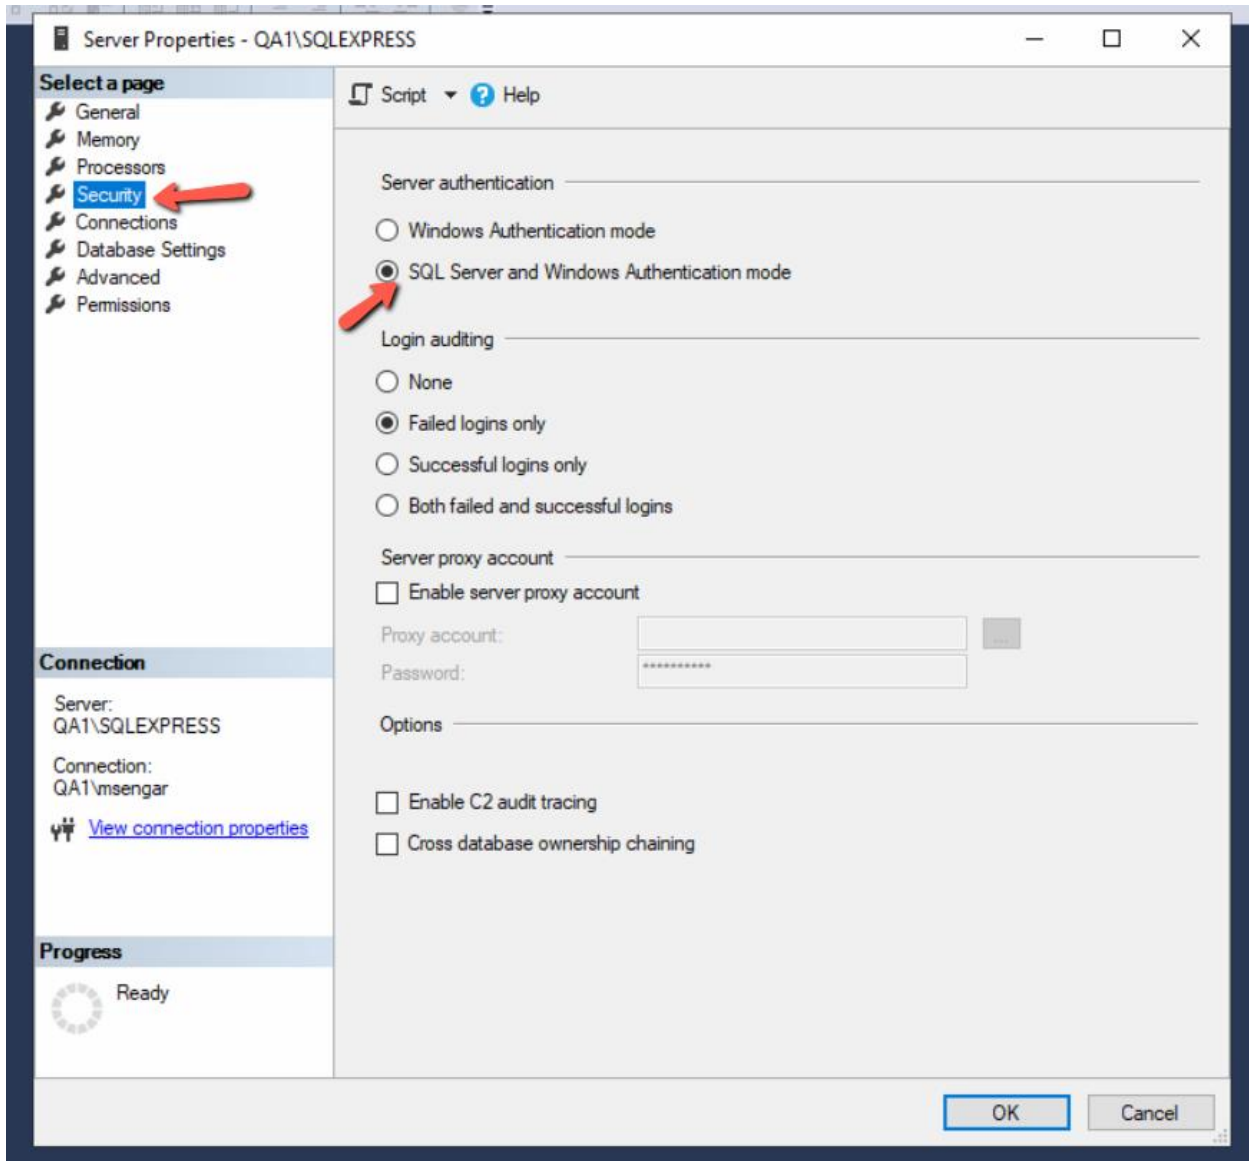 Server Properties - QA1\SQLEXPRESS
Select a page
General
Memory
Processors
Security
Connections
Database Settings
Advanced
Permissions
Script
Help
Server authentication
Windows Authentication mode
SQL Server and Windows Authentication mode
Login auditing
None
Failed logins only
Successful logins only
Both failed and successful logins
Server proxy account
Enable server proxy account
Proxy account:
...
Password:
**********
Options
Enable C2 audit tracing
Cross database ownership chaining
Connection
Server:
QA1\SQLEXPRESS
Connection:
QA1\msengar
View connection properties
Progress
Ready
OK
Cancel